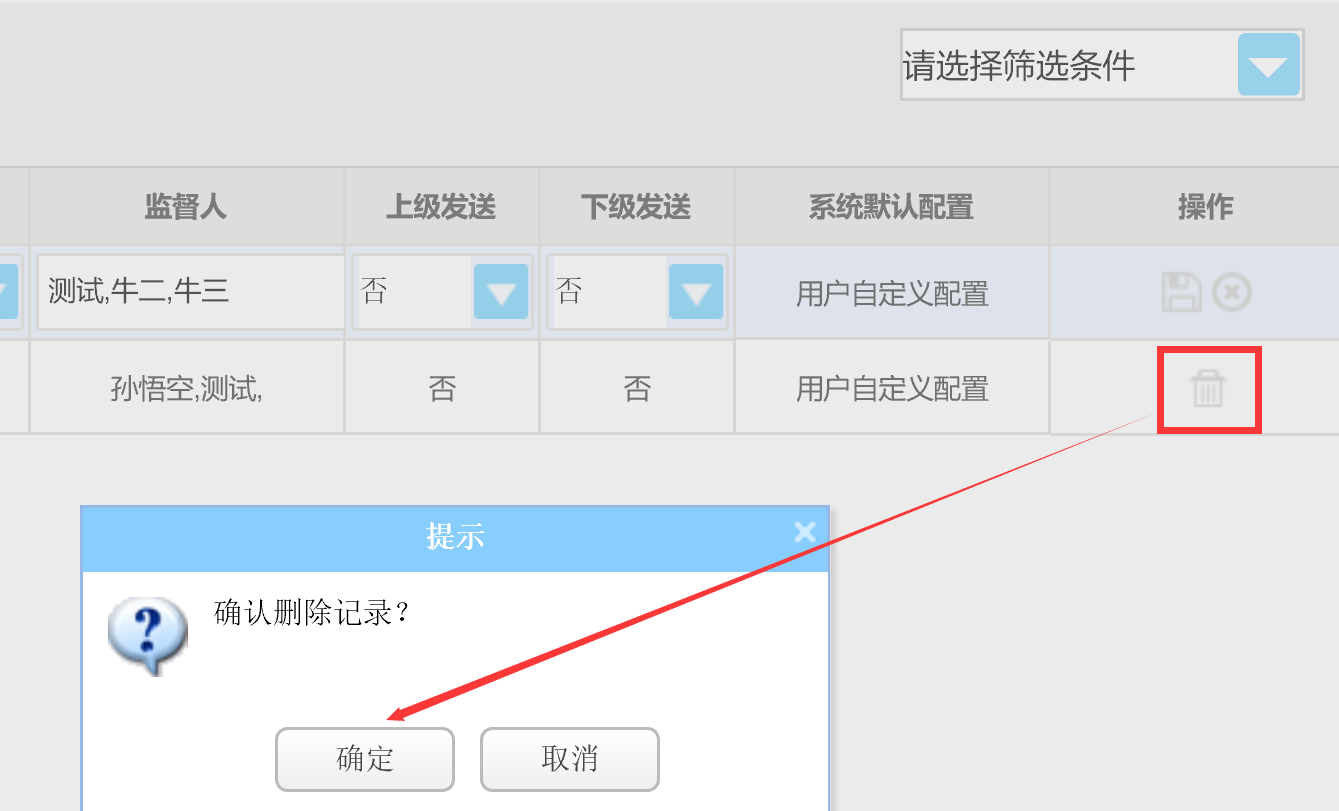 请选择筛选条件
监督人 上级发送 下级发送 系统默认配置 操作
测试,牛二,牛三 否 否 用户自定义配置
孙悟空,测试, 否 否 用户自定义配置
提示
确认删除记录?
确定 取消